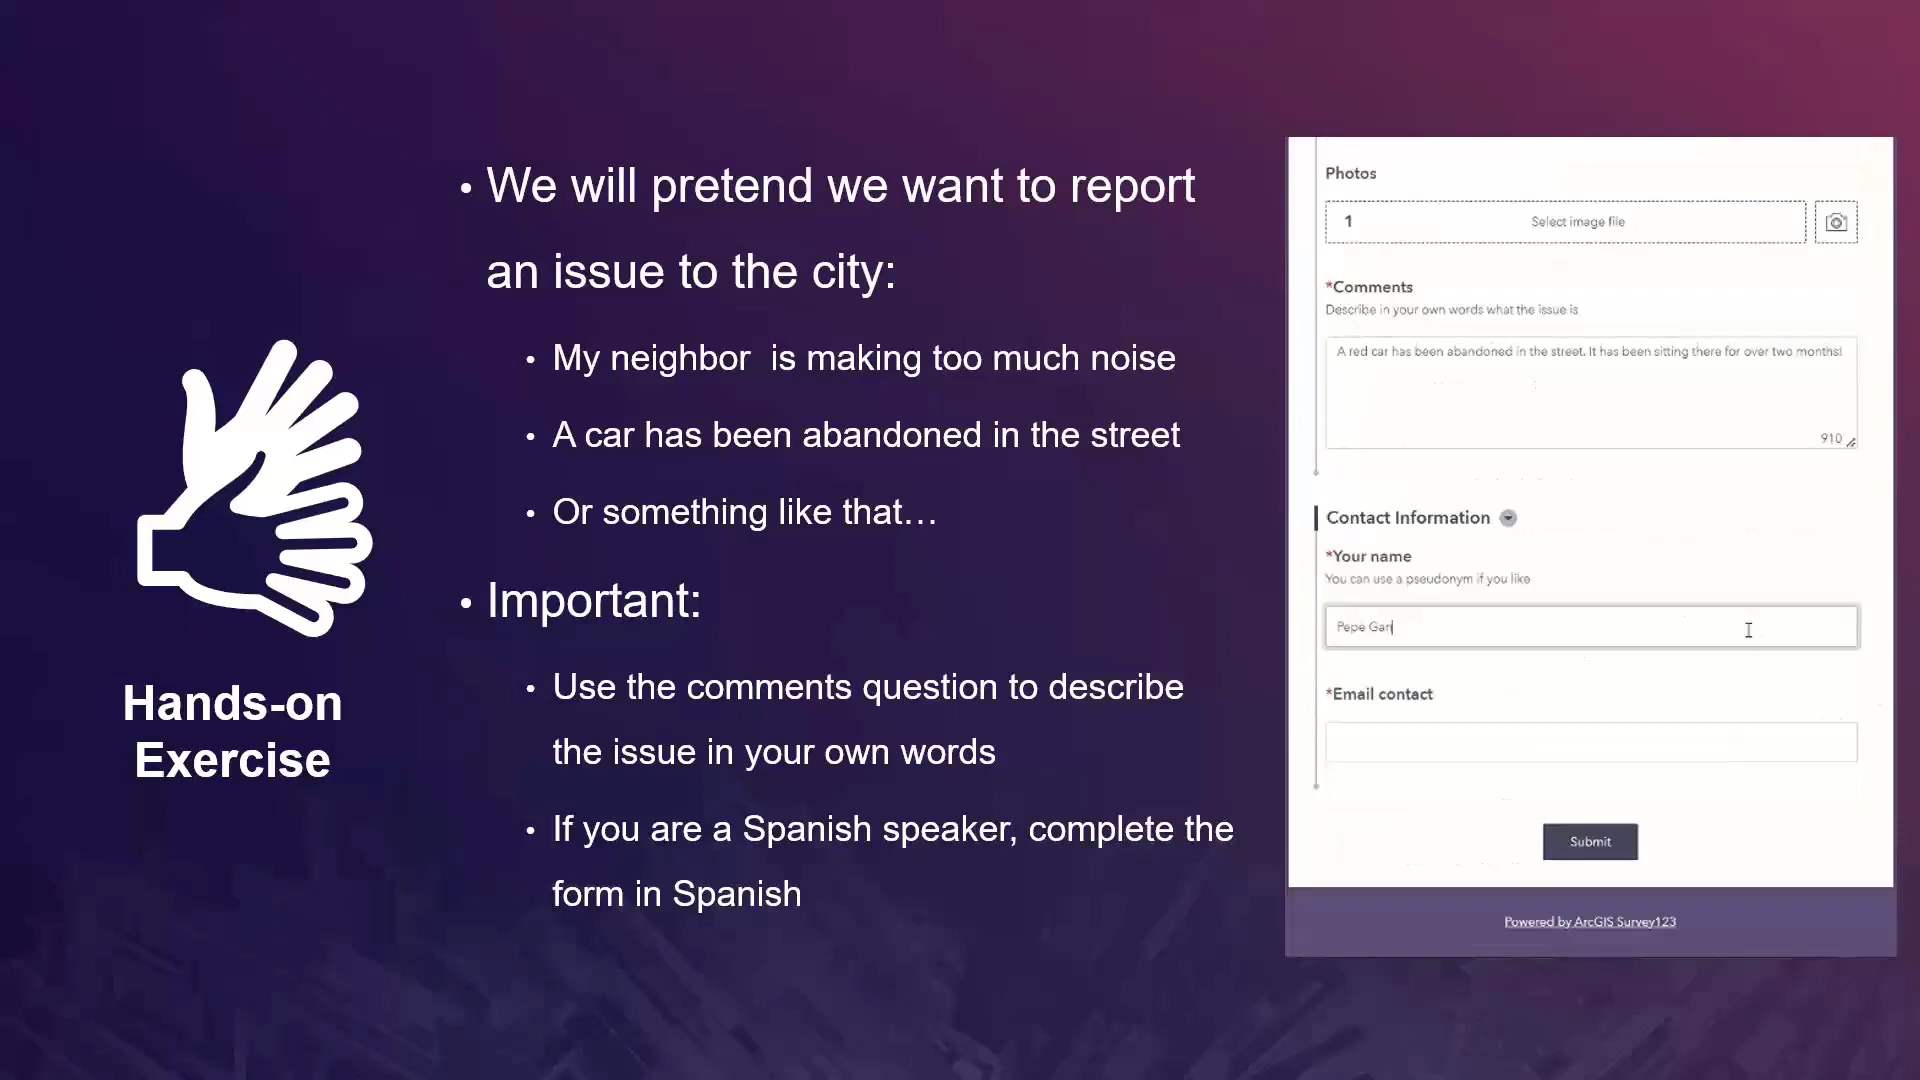 Hands-on
Exercise
• We will pretend we want to report
an issue to the city:
• My neighbor  is making too much noise
• A car has been abandoned in the street
• Or something like that…
• Important:
• Use the comments question to describe
the issue in your own words
• If you are a Spanish speaker, complete the
form in Spanish
Photos
1 Select image file
*Comments
Describe in your own words what the issue is
A red car has been abandoned in the street. It has been sitting there for over two months!
910
Contact Information
*Your name
You can use a pseudonym if you like
Pepe Gan
*Email contact
Submit
Powered by ArcGIS Survey123